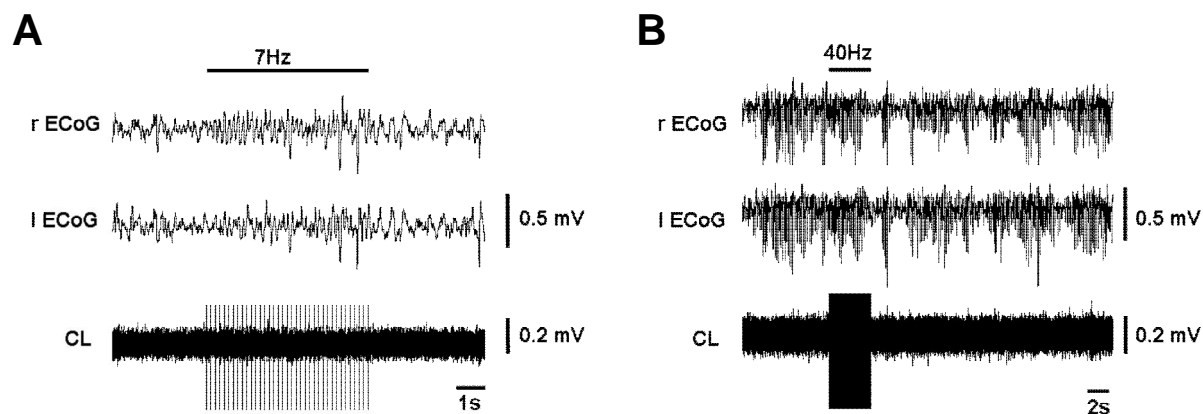 A
7Hz
r ECoG
l ECoG
0.5 mV
CL
0.2 mV
1s
B
40Hz
r ECoG
l ECoG
0.5 mV
CL
0.2 mV
2s